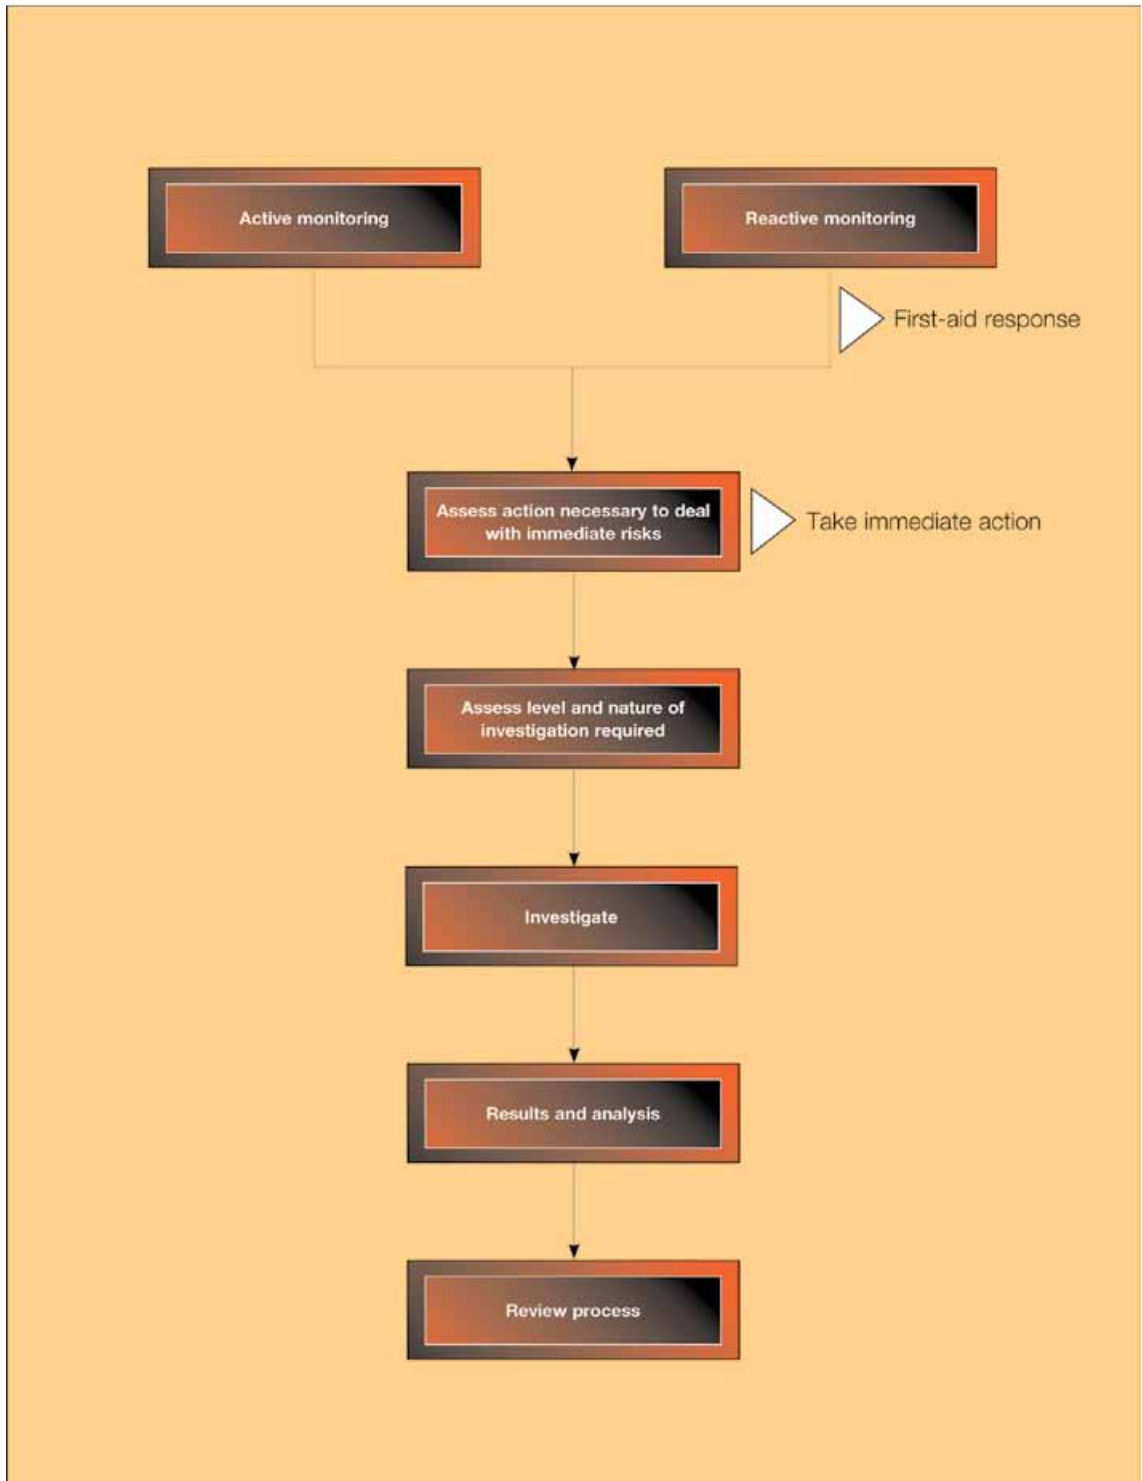 Active monitoring
Reactive monitoring
First-aid response
Assess action necessary to deal
with immediate risks
Take immediate action
Assess level and nature of
investigation required
Investigate
Results and analysis
Review process